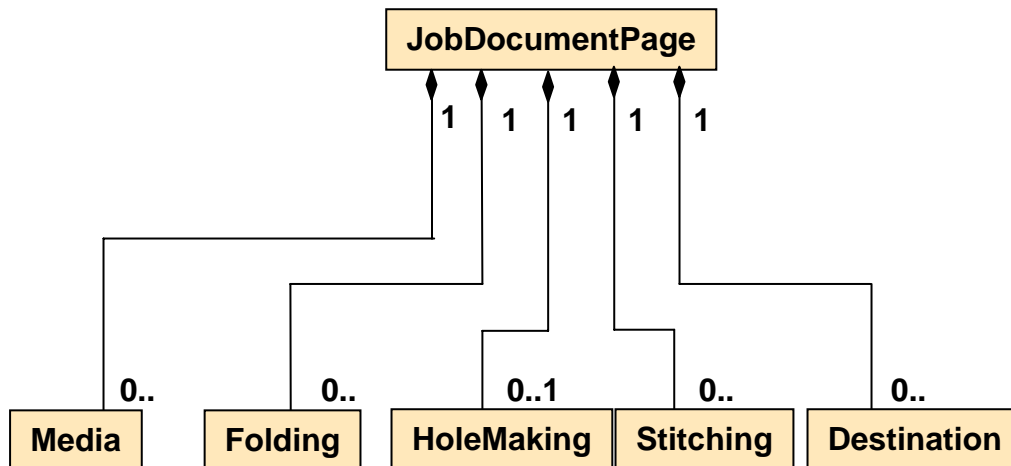 JobDocumentPage
1 1 1 1 1
0.. 0.. 0..1 0.. 0..
Media Folding HoleMaking Stitching Destination